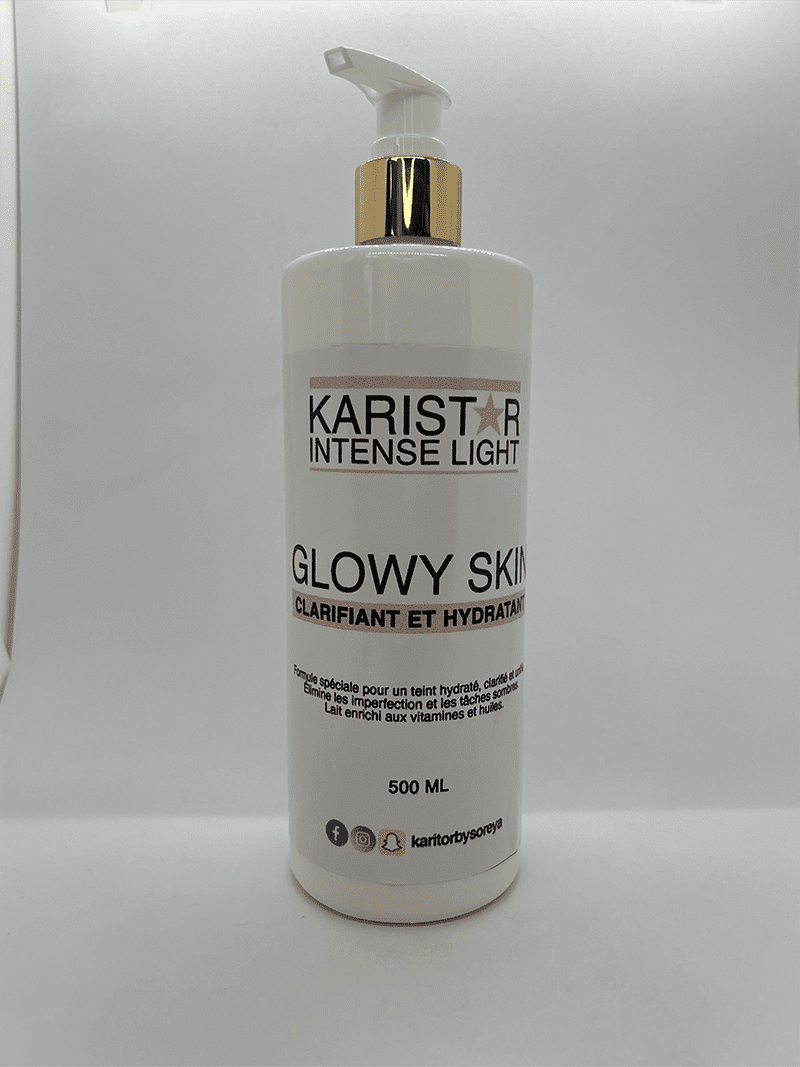 KARIST★R
INTENSE LIGHT
GLOWY SKIN
CLARIFIANT ET HYDRATANT
Formule spéciale pour un teint hydraté, clarifié et
Élimine les imperfection et les tâches sombres.
Lait enrichi aux vitamines et huiles.
500 ML
karitorbysoreya